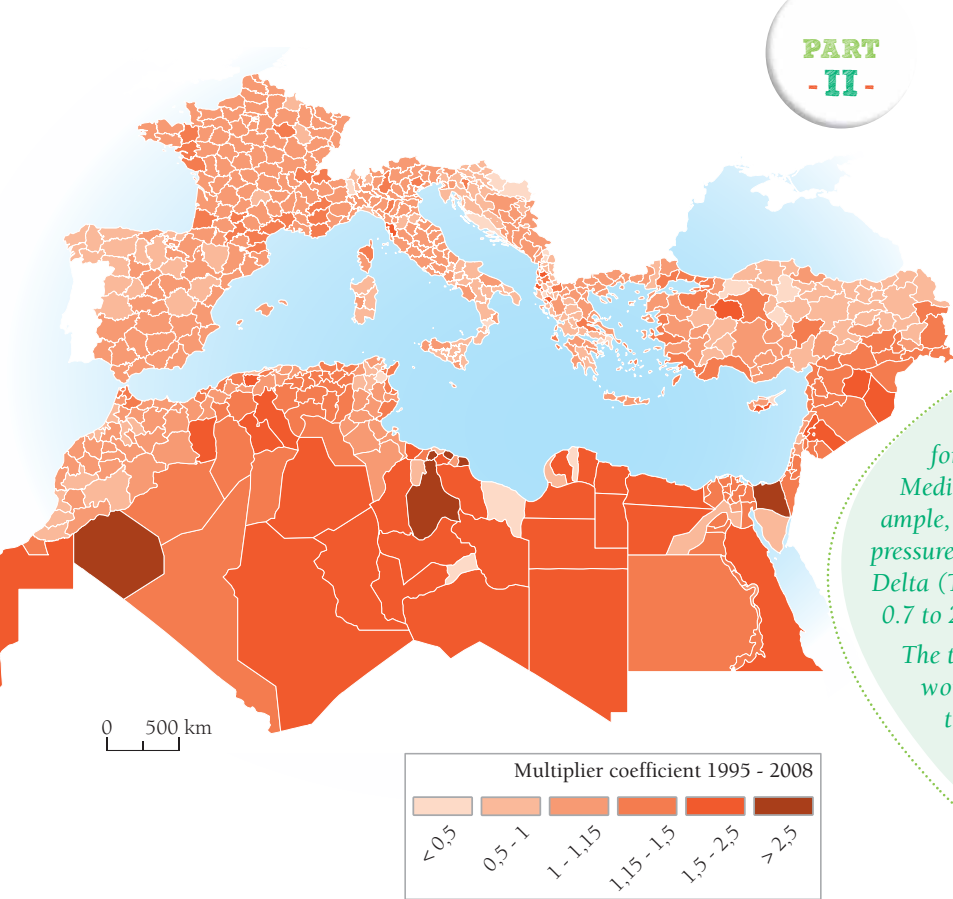 PART
- II -
for
Medi
ample,
pressure
Delta (T
0.7 to 2
The t
wo
t
0 500 km
Multiplier coefficient 1995 - 2008
< 0,5
0,5 - 1
1 - 1,15
1,15 - 1,5
1,5 - 2,5
> 2,5